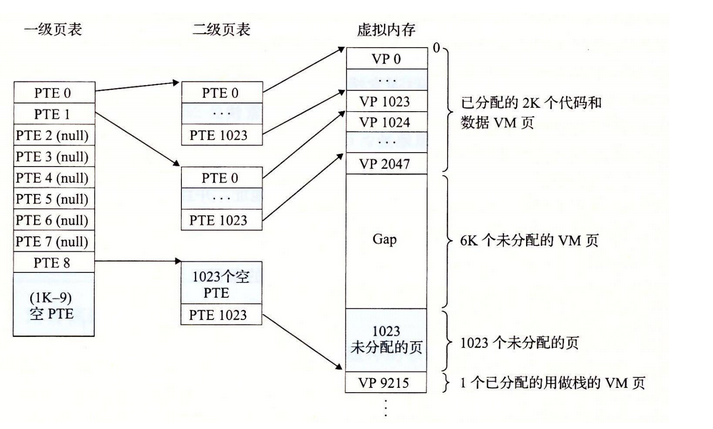 一级页表
二级页表
虚拟内存
PTE 0
PTE 1
PTE 2 (null)
PTE 3 (null)
PTE 4 (null)
PTE 5 (null)
PTE 6 (null)
PTE 7 (null)
PTE 8
(1K–9)
空 PTE
PTE 0
···
PTE 1023
PTE 0
···
PTE 1023
1023个空
PTE
PTE 1023
0
VP 0
···
VP 1023
VP 1024
···
VP 2047
Gap
1023
未分配的页
VP 9215
⋮
已分配的 2K 个代码和
数据 VM 页
6K 个未分配的 VM 页
1023 个未分配的页
1 个已分配的用做栈的 VM 页